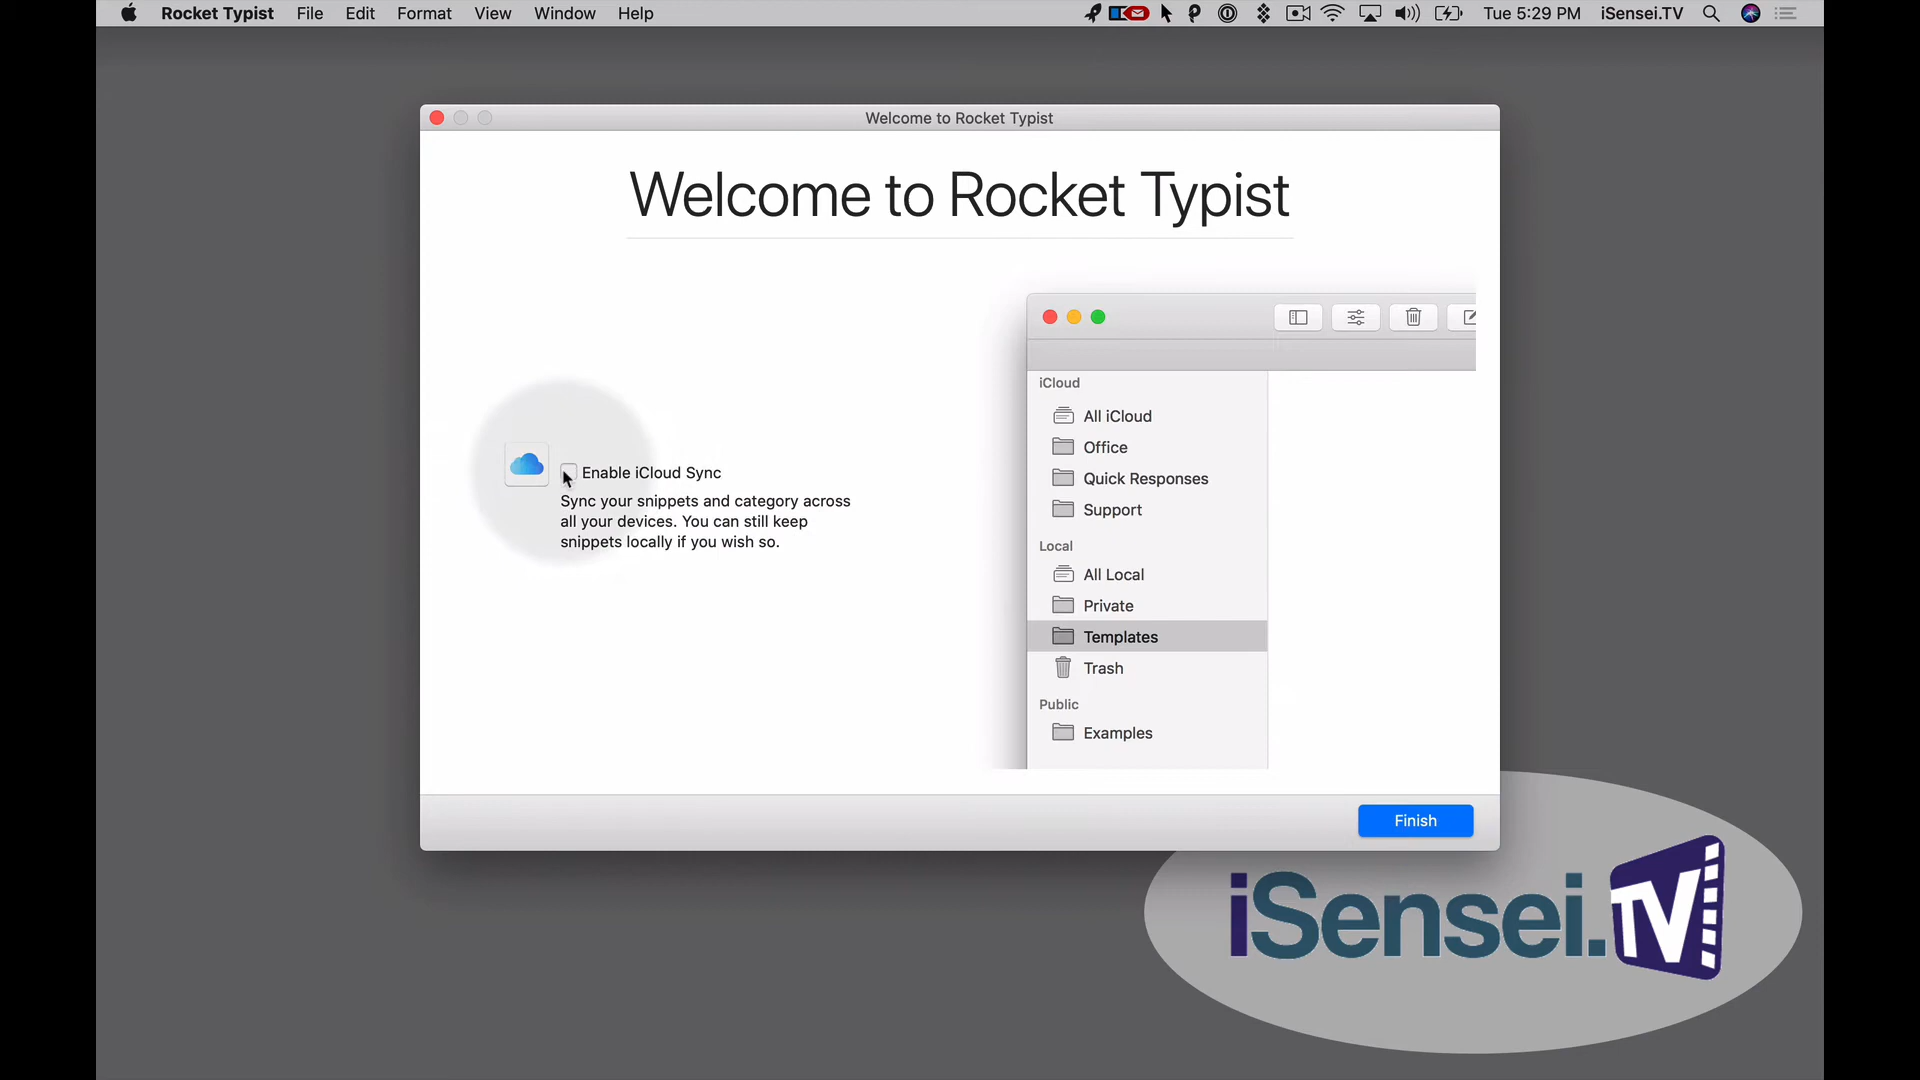 Rocket Typist File Edit Format View Window Help Tue 5:29 PM iSensei.TV
Welcome to Rocket Typist
Welcome to Rocket Typist
Enable iCloud Sync
Sync your snippets and category across
all your devices. You can still keep
snippets locally if you wish so.
iCloud
All iCloud
Office
Quick Responses
Support
Local
All Local
Private
Templates
Trash
Public
Examples
Finish
iSensei.TV